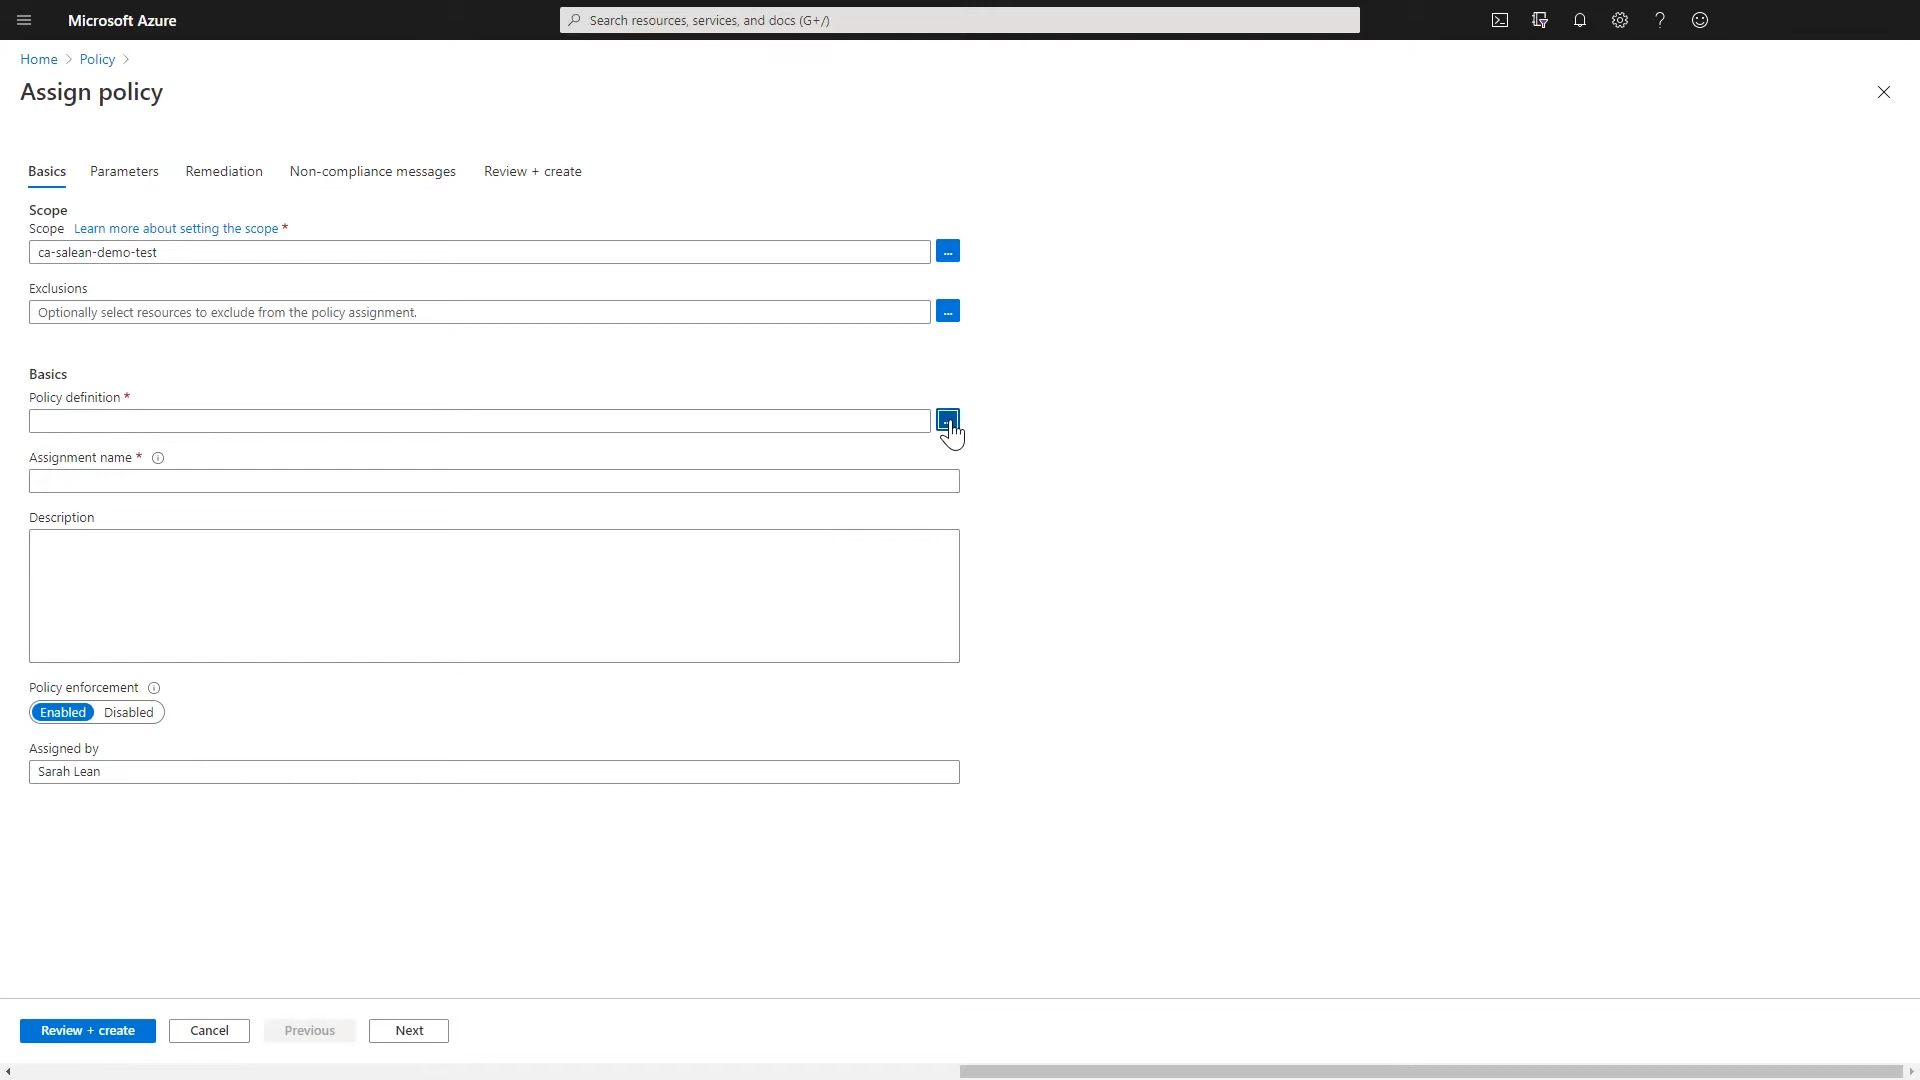 Microsoft Azure
Search resources, services, and docs (G+/)
Home > Policy >
Assign policy
Basics Parameters Remediation Non-compliance messages Review + create
Scope
Scope Learn more about setting the scope *
ca-salean-demo-test
...
Exclusions
Optionally select resources to exclude from the policy assignment.
...
Basics
Policy definition *
...
Assignment name *
Description
Policy enforcement
Enabled Disabled
Assigned by
Sarah Lean
Review + create Cancel Previous Next